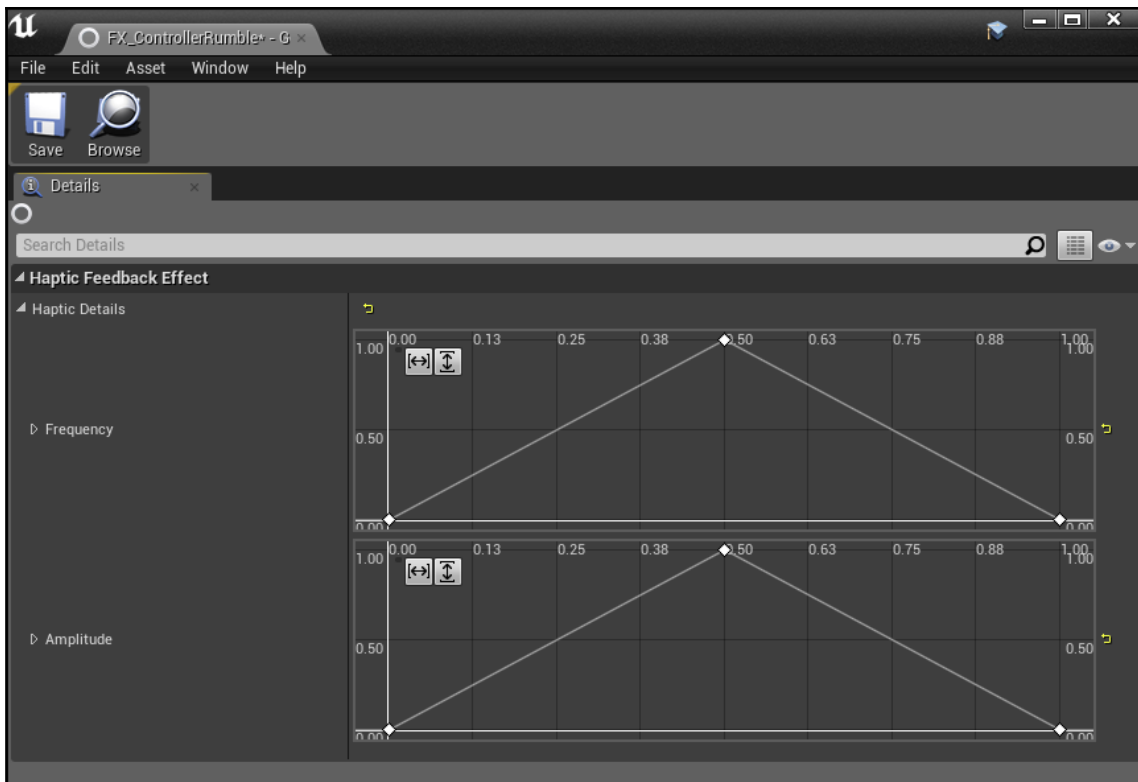 FX_ControllerRumble* - G
File Edit Asset Window Help
Save Browse
Details
Search Details
Haptic Feedback Effect
Haptic Details
0.00 0.13 0.25 0.38 0.50 0.63 0.75 0.88 1.00
1.00 1.00
Frequency
0.50 0.50
0.00 0.00
0.00 0.13 0.25 0.38 0.50 0.63 0.75 0.88 1.00
1.00 1.00
Amplitude
0.50 0.50
0.00 0.00